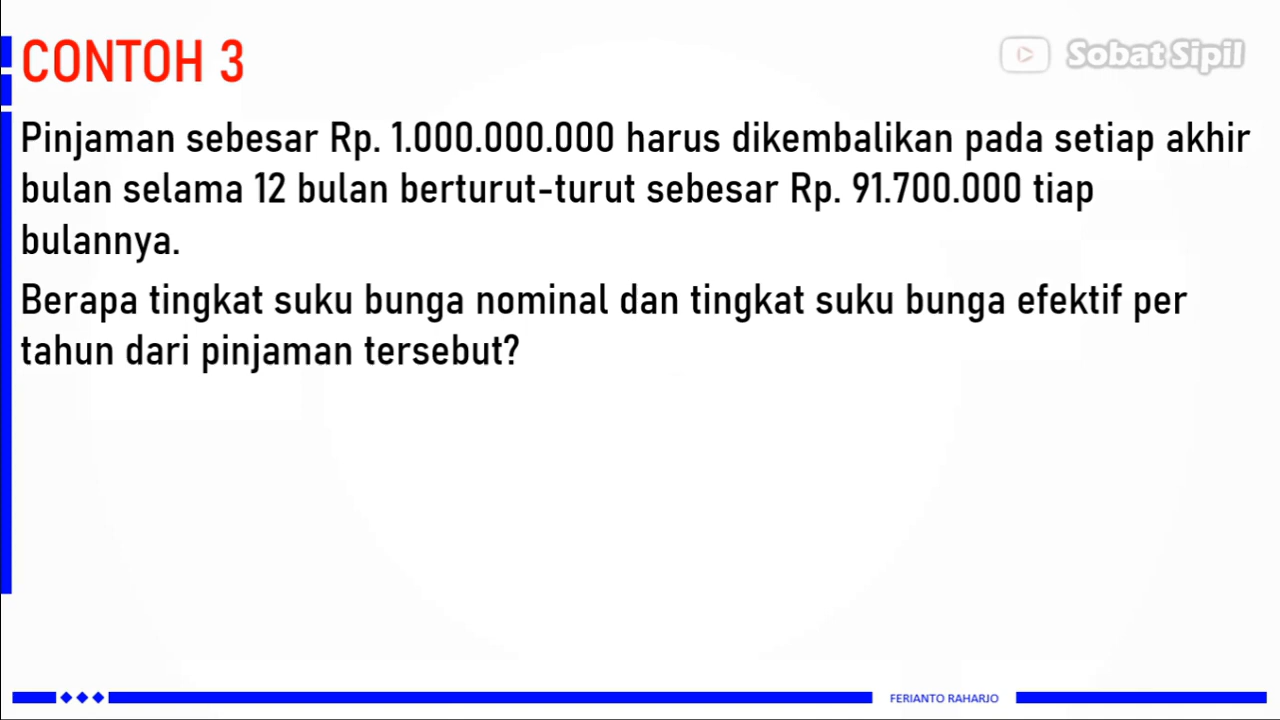 CONTOH 3
Sobat Sipil
Pinjaman sebesar Rp. 1.000.000.000 harus dikembalikan pada setiap akhir
bulan selama 12 bulan berturut-turut sebesar Rp. 91.700.000 tiap
bulannya.
Berapa tingkat suku bunga nominal dan tingkat suku bunga efektif per
tahun dari pinjaman tersebut?
FERIANTO RAHARJO